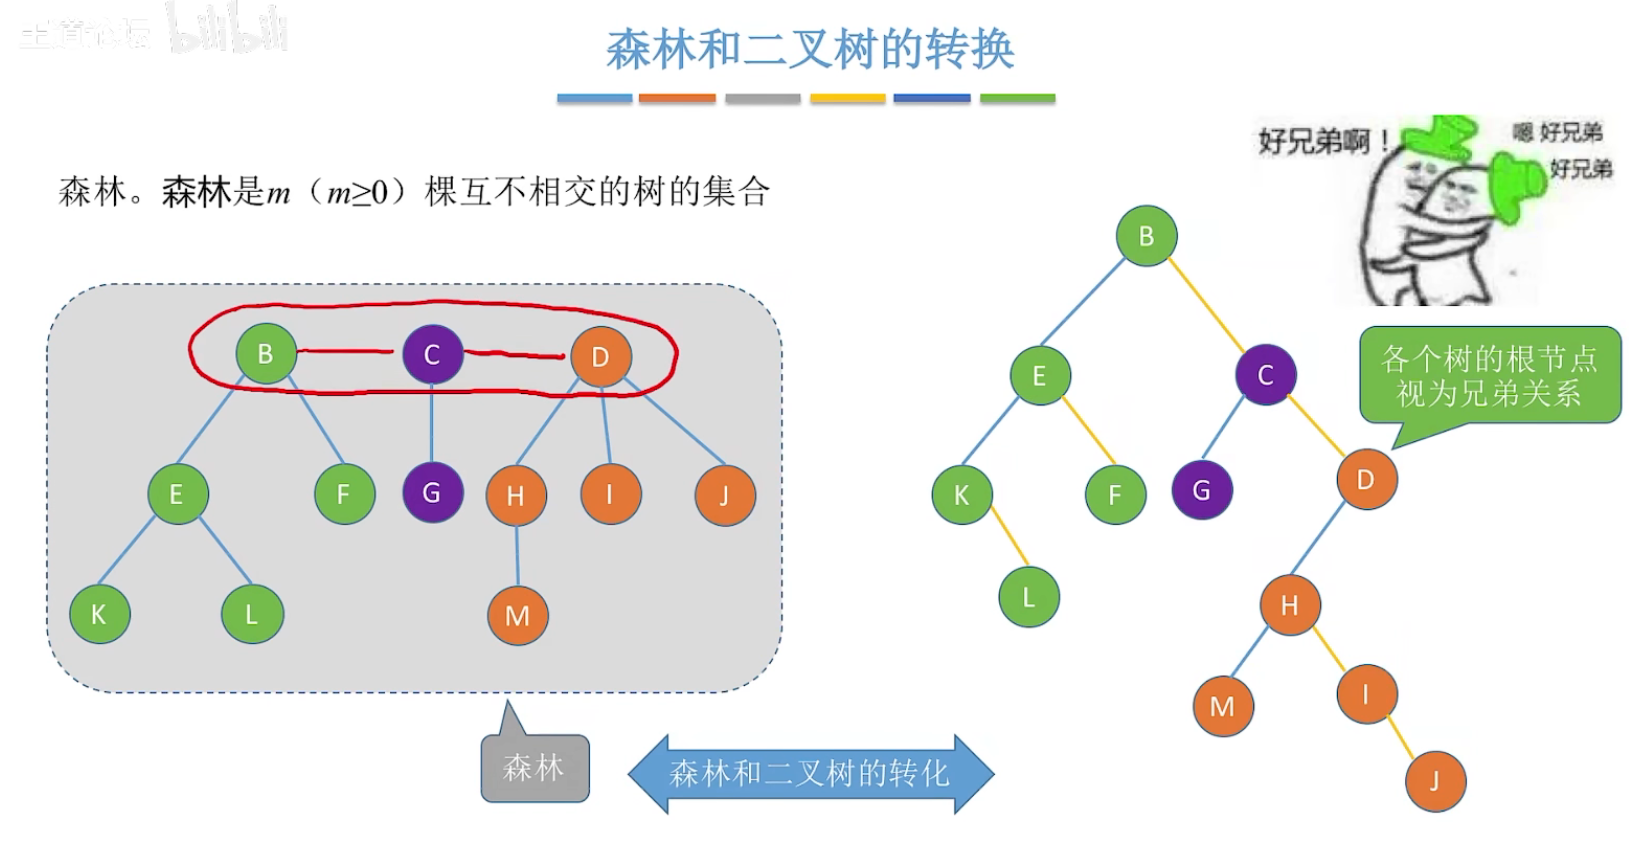 王道论坛 bilibili
森林和二叉树的转换
好兄弟啊！
嗯 好兄弟
好兄弟
森林。森林是m（m≥0）棵互不相交的树的集合
B
C
D
E
F
G
H
I
J
K
L
M
森林
B
E
C
各个树的根节点
视为兄弟关系
K
F
G
D
L
H
M
I
J
森林和二叉树的转化